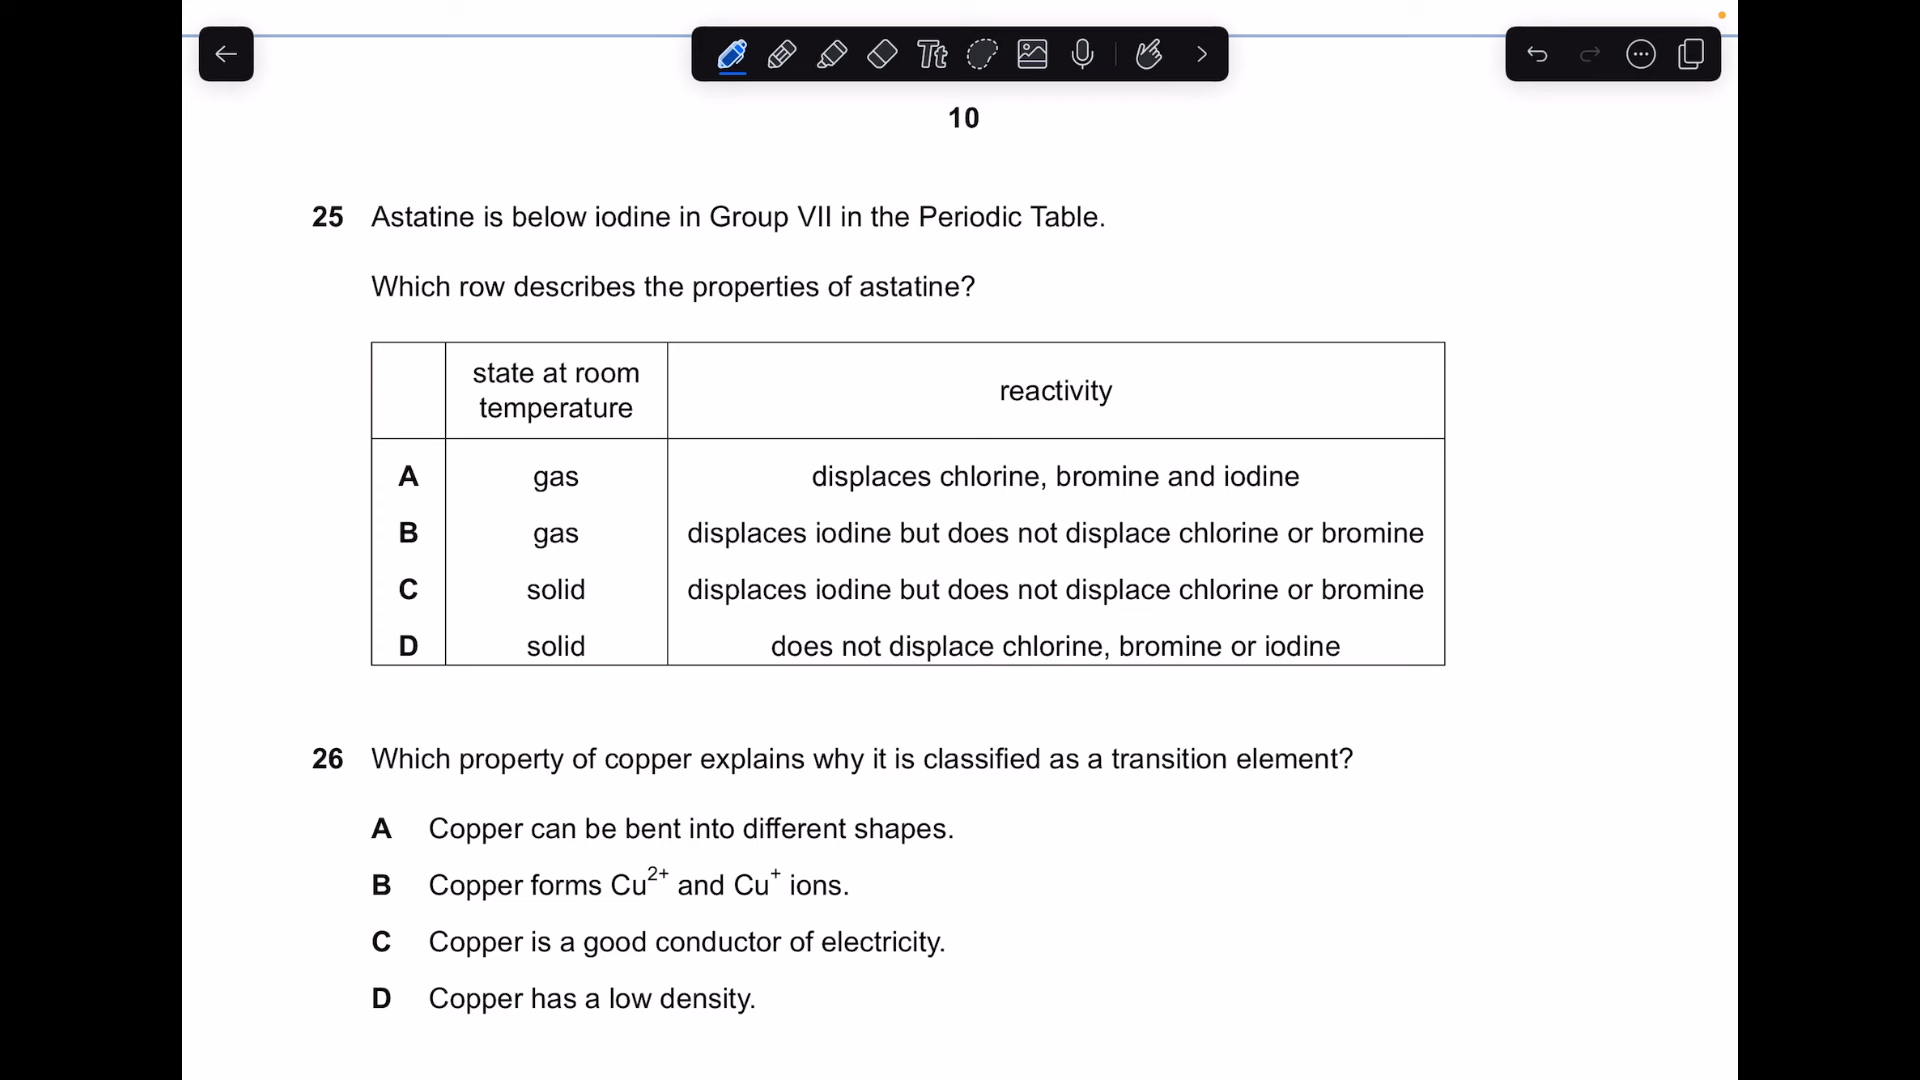 Tt
10
25 Astatine is below iodine in Group VII in the Periodic Table.
Which row describes the properties of astatine?
state at room temperature reactivity
A gas displaces chlorine, bromine and iodine
B gas displaces iodine but does not displace chlorine or bromine
C solid displaces iodine but does not displace chlorine or bromine
D solid does not displace chlorine, bromine or iodine
26 Which property of copper explains why it is classified as a transition element?
A Copper can be bent into different shapes.
B Copper forms Cu²⁺ and Cu⁺ ions.
C Copper is a good conductor of electricity.
D Copper has a low density.